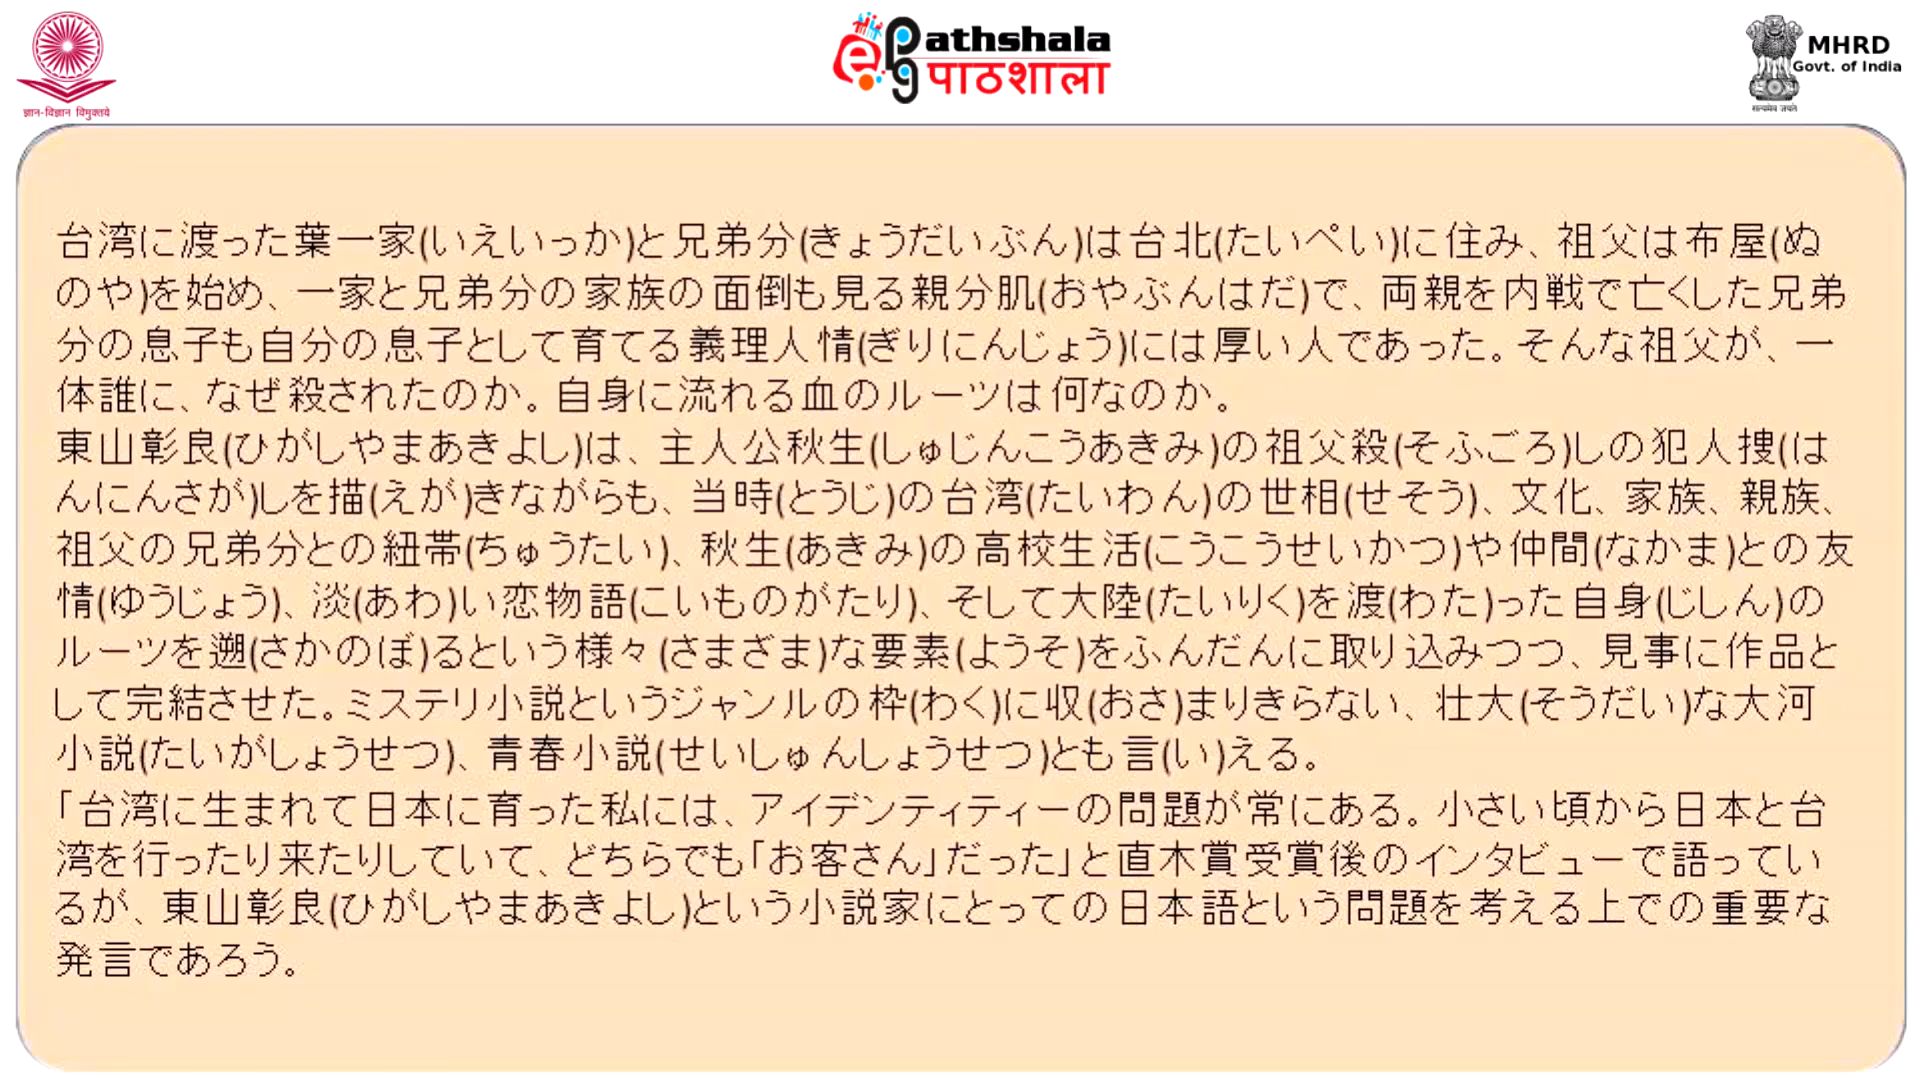 ज्ञान-विज्ञान विमुक्तये
ePG Pathshala
पाठशाला
MHRD
Govt. of India
सत्यमेव जयते
台湾に渡った葉一家(いえいっか)と兄弟分(きょうだいぶん)は台北(たいぺい)に住み、祖父は布屋(ぬ
のや)を始め、一家と兄弟分の家族の面倒も見る親分肌(おやぶんはだ)で、両親を内戦で亡くした兄弟
分の息子も自分の息子として育てる義理人情(ぎりにんじょう)には厚い人であった。そんな祖父が、一
体誰に、なぜ殺されたのか。自身に流れる血のルーツは何なのか。
東山彰良(ひがしやまあきよし)は、主人公秋生(しゅじんこうあきみ)の祖父殺(そふごろ)しの犯人捜(は
んにんさが)しを描(えが)きながらも、当時(とうじ)の台湾(たいわん)の世相(せそう)、文化、家族、親族、
祖父の兄弟分との紐帯(ちゅうたい)、秋生(あきみ)の高校生活(こうこうせいかつ)や仲間(なかま)との友
情(ゆうじょう)、淡(あわ)い恋物語(こいものがたり)、そして大陸(たいりく)を渡(わた)った自身(じしん)の
ルーツを遡(さかのぼ)るという様々(さまざま)な要素(ようそ)をふんだんに取り込みつつ、見事に作品と
して完結させた。ミステリ小説というジャンルの枠(わく)に収(おさ)まりきらない、壮大(そうだい)な大河
小説(たいがしょうせつ)、青春小説(せいしゅんしょうせつ)とも言(い)える。
「台湾に生まれて日本に育った私には、アイデンティティーの問題が常にある。小さい頃から日本と台
湾を行ったり来たりしていて、どちらでも「お客さん」だった」と直木賞受賞後のインタビューで語ってい
るが、東山彰良(ひがしやまあきよし)という小説家にとっての日本語という問題を考える上での重要な
発言であろう。